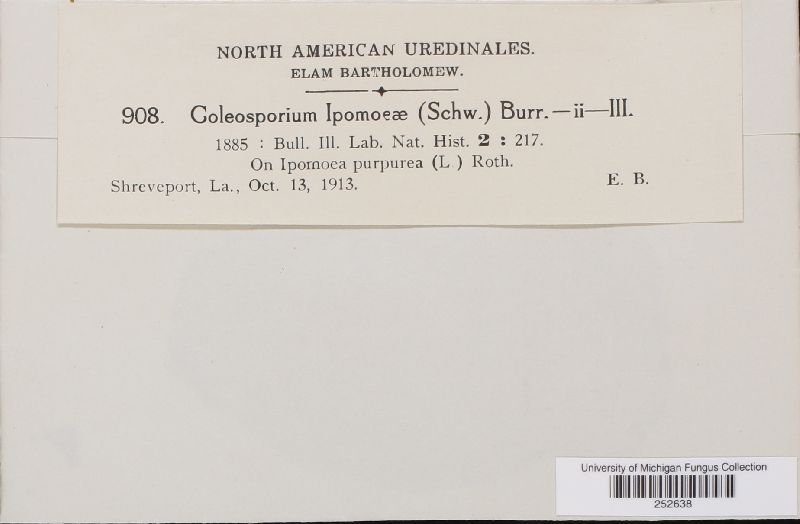 NORTH AMERICAN UREDINALES.
ELAM BARTHOLOMEW.
908. Coleosporium Ipomoeæ (Schw.) Burr.—ii—III.
1885 : Bull. Ill. Lab. Nat. Hist. 2 : 217.
On Ipomoea purpurea (L ) Roth.
Shreveport, La., Oct. 13, 1913. E. B.
University of Michigan Fungus Collection
252638